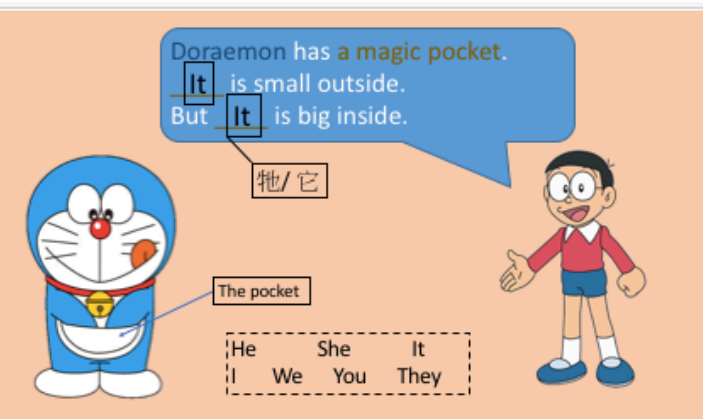 Doraemon has a magic pocket.
It is small outside.
But It is big inside.
牠/ 它
The pocket
He She It
I We You They